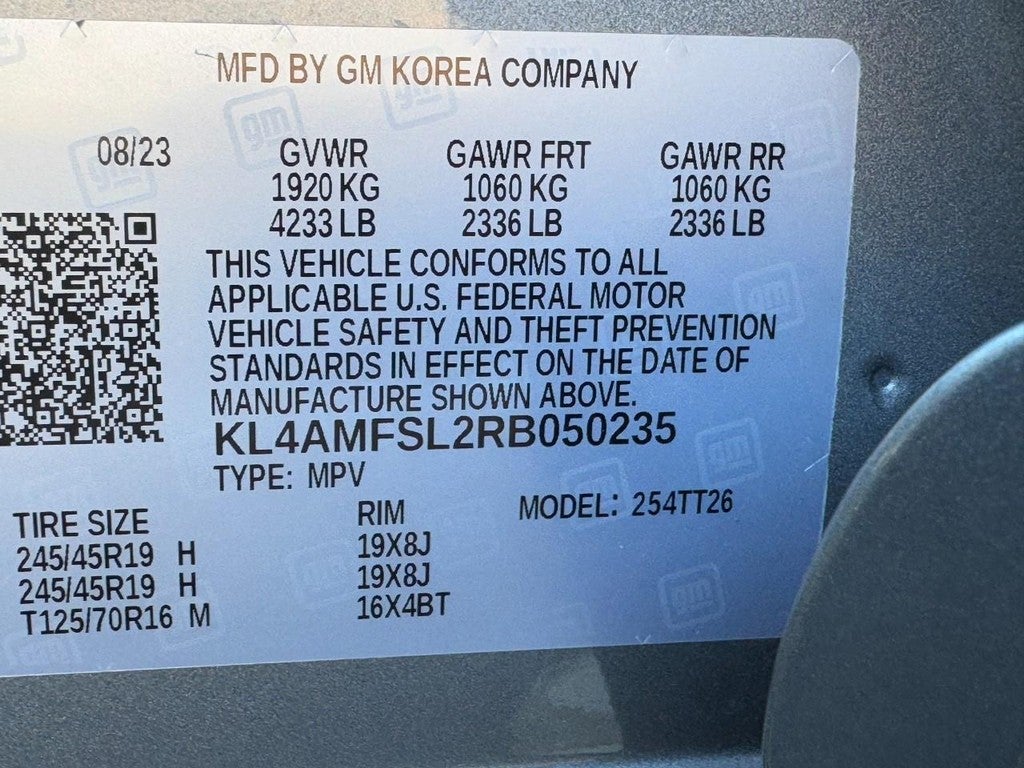 MFD BY GM KOREA COMPANY
08/23 GVWR GAWR FRT GAWR RR
1920 KG 1060 KG 1060 KG
4233 LB 2336 LB 2336 LB
THIS VEHICLE CONFORMS TO ALL
APPLICABLE U.S. FEDERAL MOTOR
VEHICLE SAFETY AND THEFT PREVENTION
STANDARDS IN EFFECT ON THE DATE OF
MANUFACTURE SHOWN ABOVE.
KL4AMFSL2RB050235
TYPE: MPV
TIRE SIZE RIM MODEL: 254TT26
245/45R19 H 19X8J
245/45R19 H 19X8J
T125/70R16 M 16X4BT